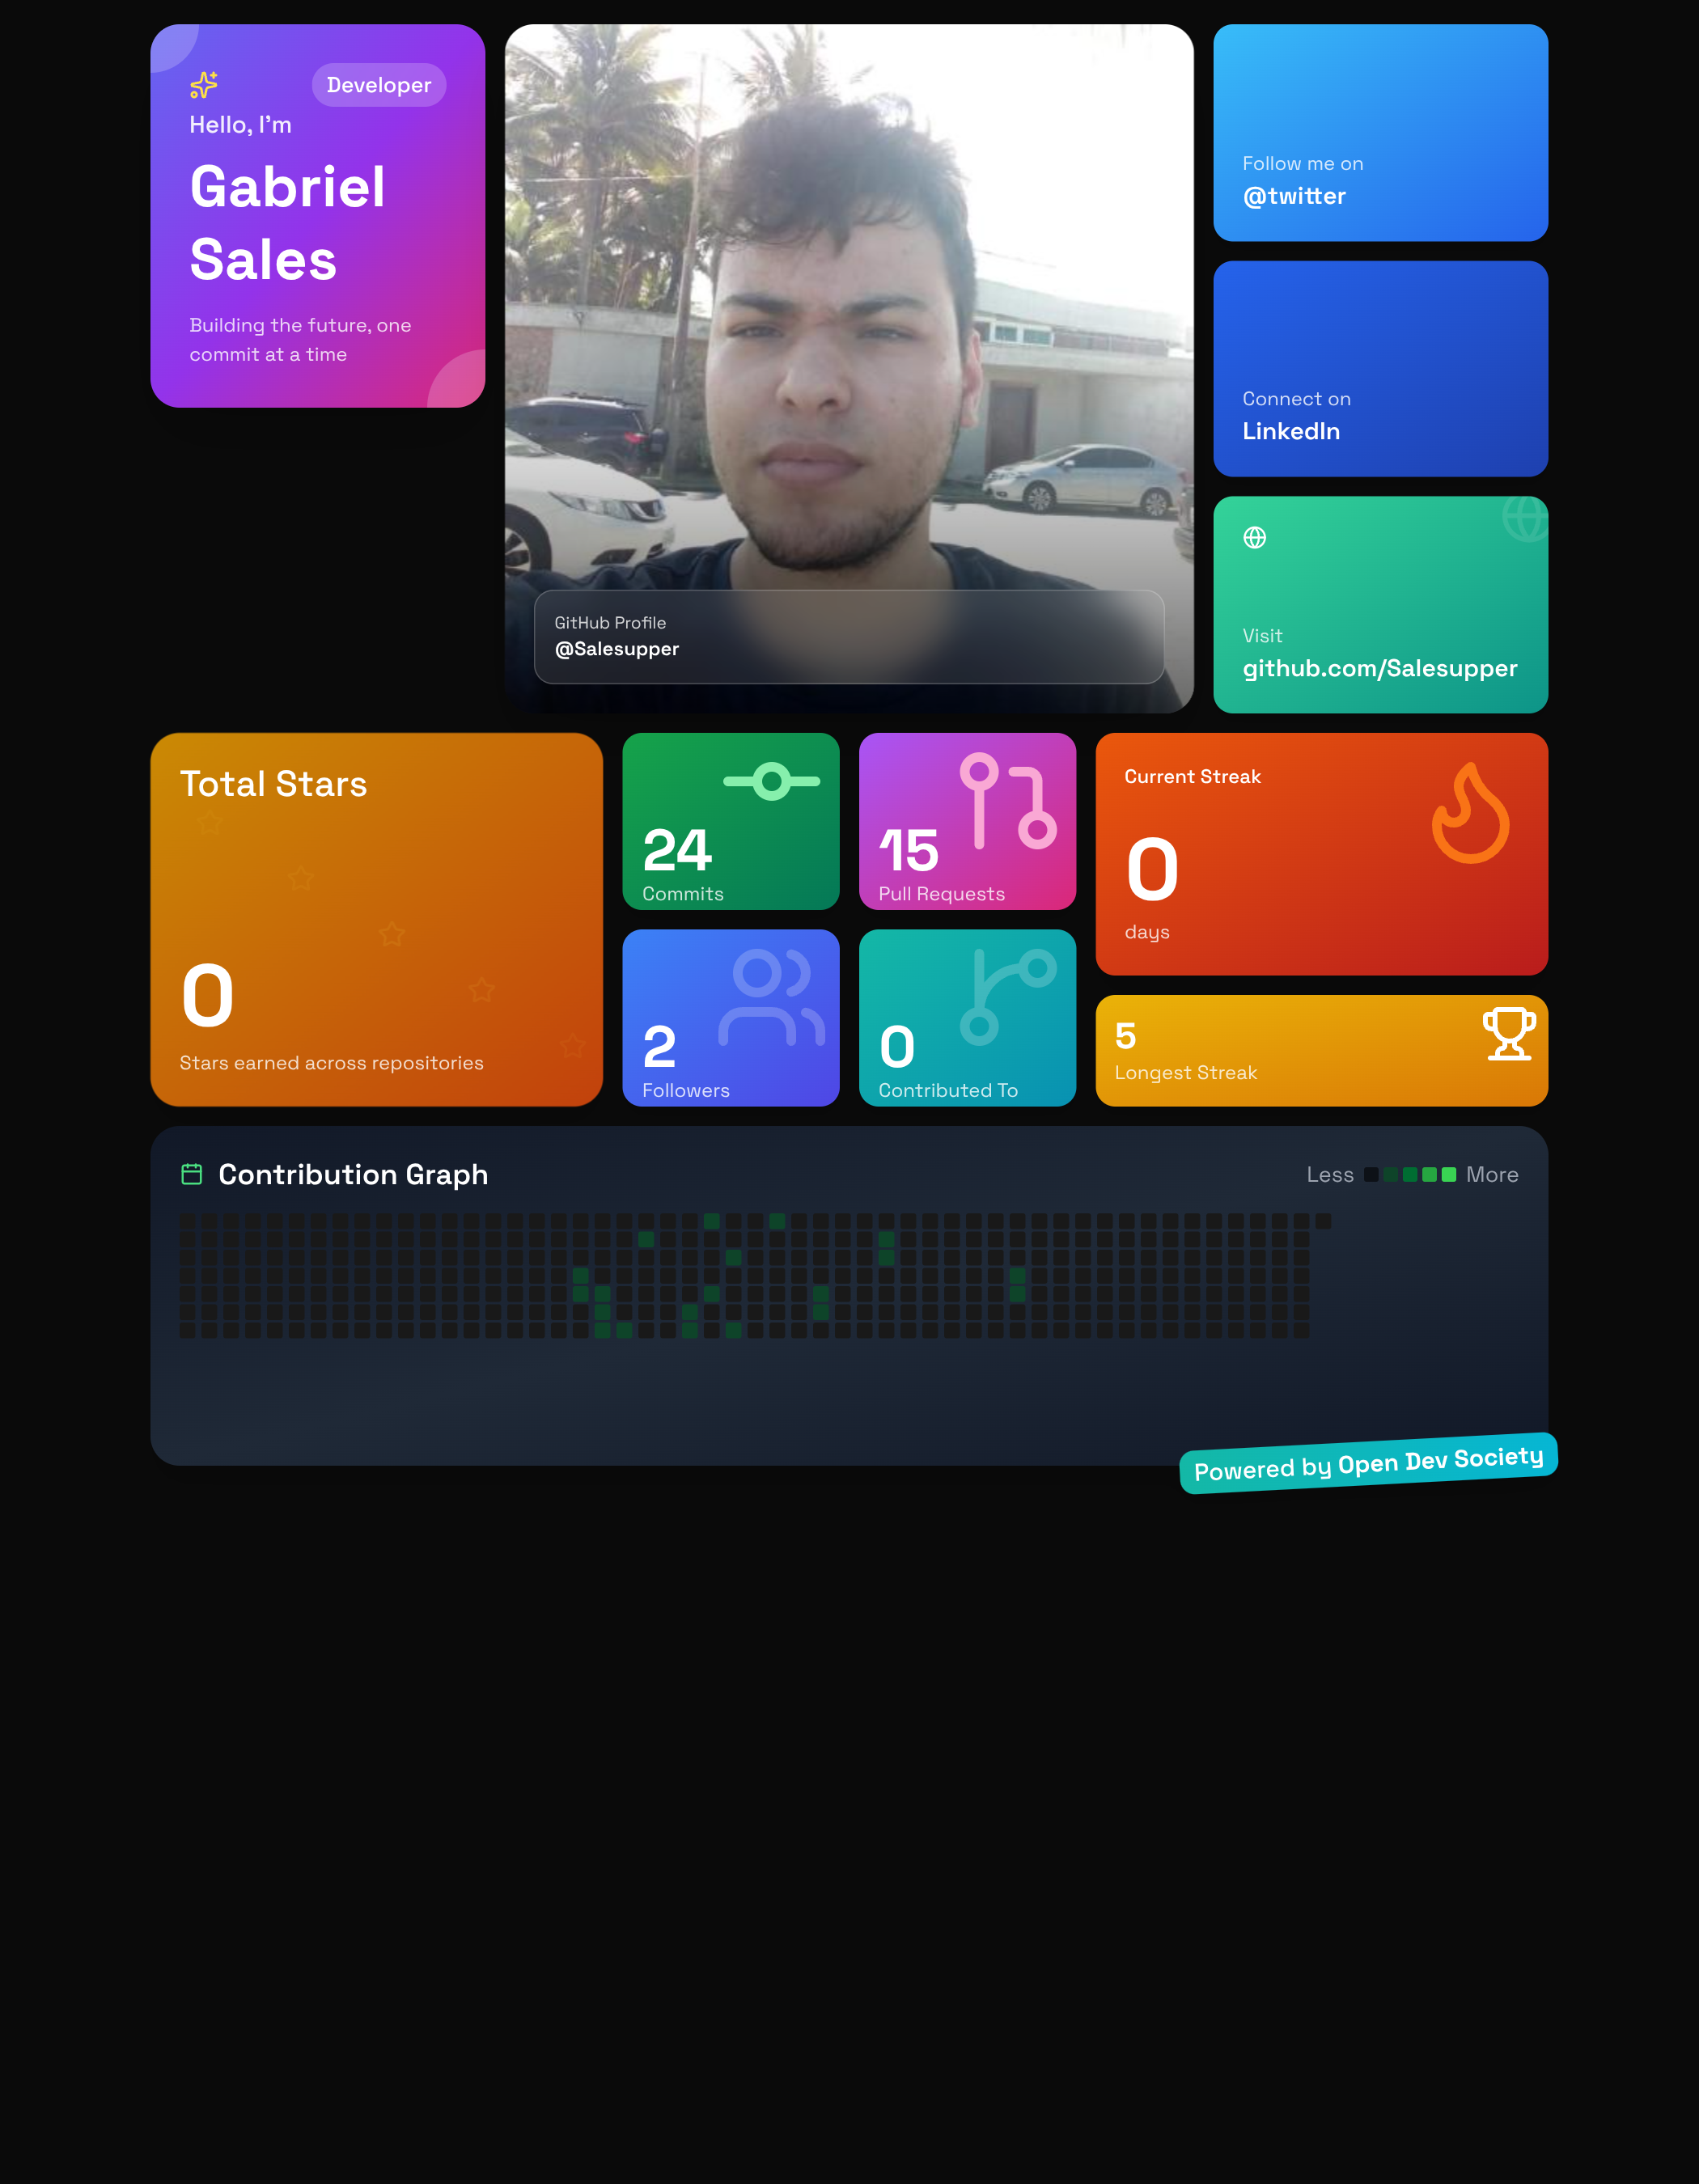 Developer
Hello, I'm
Gabriel
Sales
Building the future, one
commit at a time
GitHub Profile
@Salesupper
Follow me on
@twitter
Connect on
LinkedIn
Visit
github.com/Salesupper
Total Stars
0
Stars earned across repositories
24
Commits
15
Pull Requests
2
Followers
0
Contributed To
Current Streak
0
days
5
Longest Streak
Contribution Graph
Less
More
Powered by Open Dev Society